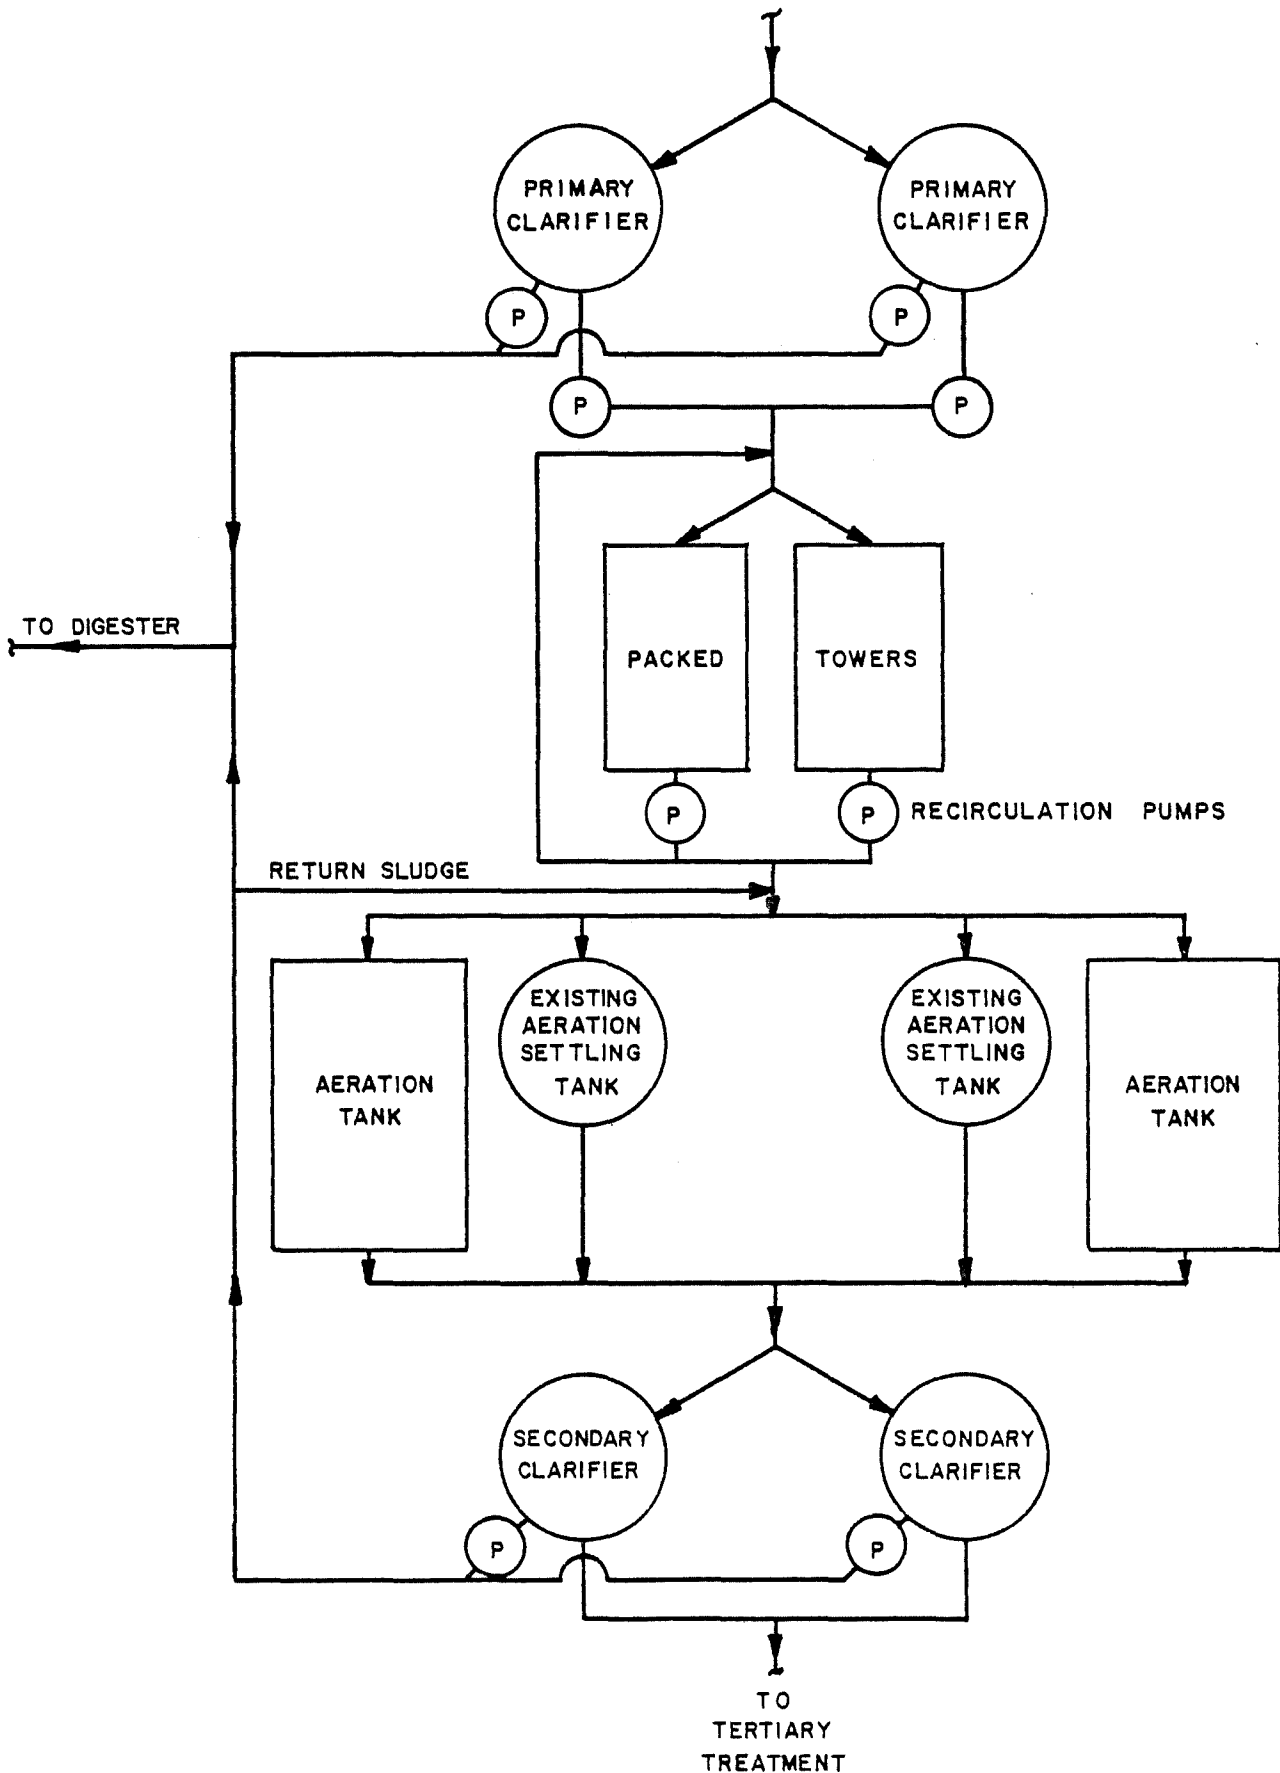 PRIMARY
CLARIFIER
PRIMARY
CLARIFIER
P
P
P
P
TO DIGESTER
PACKED
TOWERS
P
P
RECIRCULATION PUMPS
RETURN SLUDGE
AERATION
TANK
EXISTING
AERATION
SETTLING
TANK
EXISTING
AERATION
SETTLING
TANK
AERATION
TANK
SECONDARY
CLARIFIER
SECONDARY
CLARIFIER
P
P
TO
TERTIARY
TREATMENT